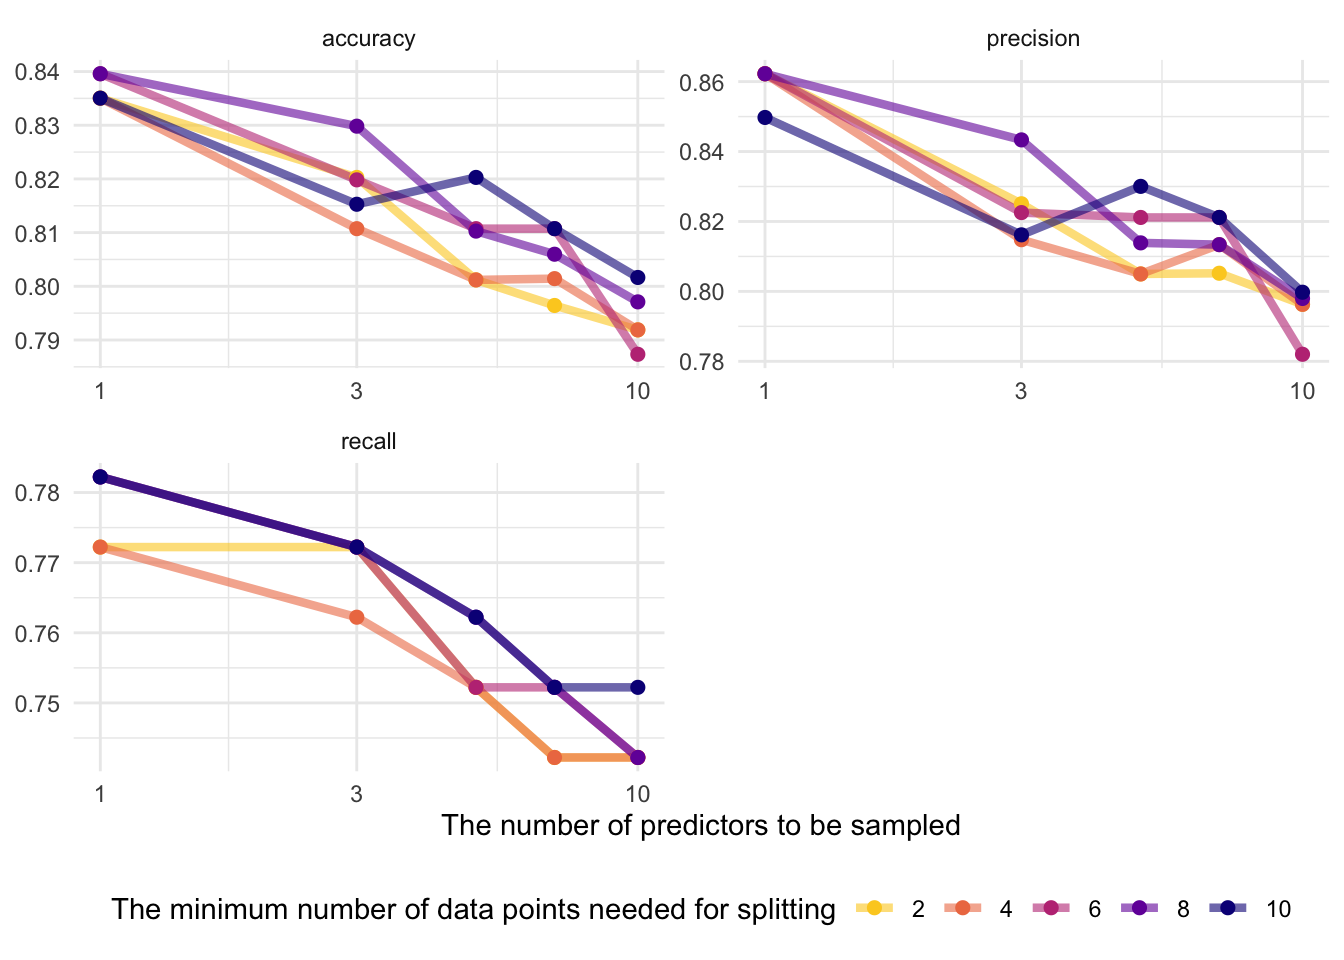 accuracy
0.84
0.83
0.82
0.81
0.80
0.79
1 3 10
precision
0.86
0.84
0.82
0.80
0.78
1 3 10
recall
0.78
0.77
0.76
0.75
1 3 10
The number of predictors to be sampled
The minimum number of data points needed for splitting 2 4 6 8 10